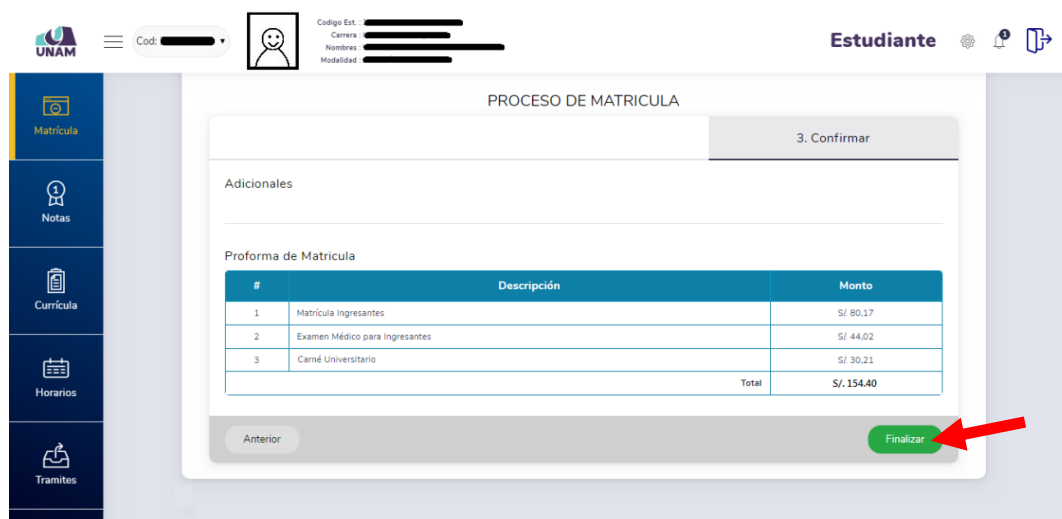 UNAM
Cod:
Codigo Est. :
Carrera :
Nombres :
Modalidad :
Estudiante
Matrícula
Notas
Currícula
Horarios
Tramites
PROCESO DE MATRICULA
3. Confirmar
Adicionales
Proforma de Matricula
# Descripción Monto
1 Matrícula Ingresantes S/. 80,17
2 Examen Médico para Ingresantes S/. 44,02
3 Carné Universitario S/. 30,21
Total S/. 154.40
Anterior
Finalizar